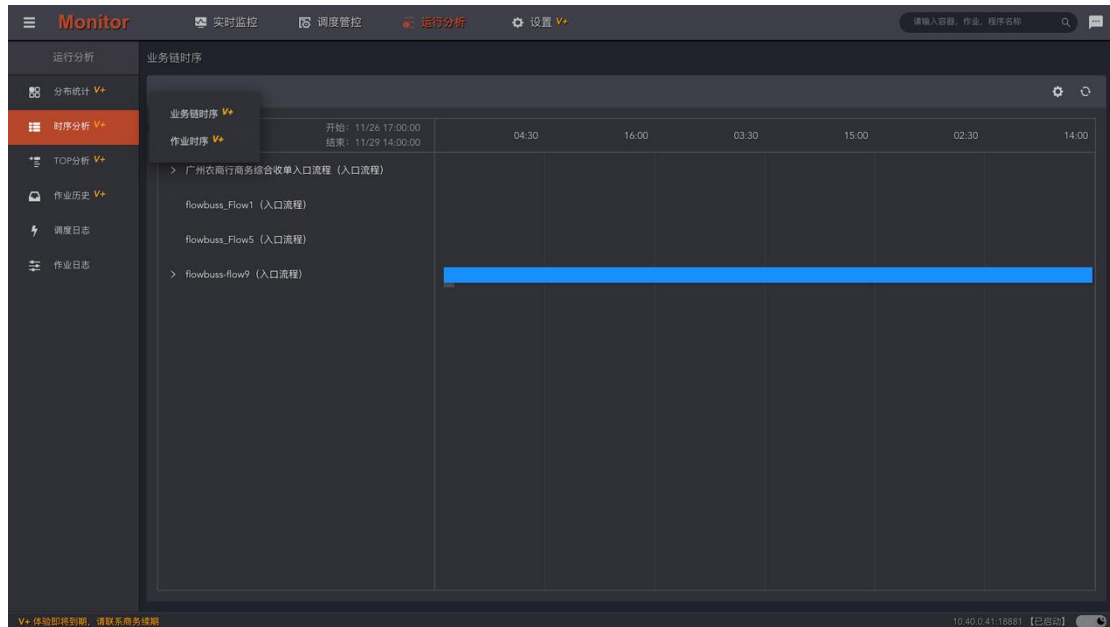 Monitor
实时监控
调度管控
运行分析
设置 V+
请输入容器, 作业, 程序名称
运行分析
业务链时序
分布统计 V+
时序分析 V+
TOP分析 V+
作业历史 V+
调度日志
作业日志
业务链时序 V+
作业时序 V+
开始: 11/26 17:00:00
结束: 11/29 14:00:00
04:30
16:00
03:30
15:00
02:30
14:00
> 广州农商行商务综合收单入口流程（入口流程）
flowbuss_Flow1（入口流程）
flowbuss_Flow5（入口流程）
> flowbuss-flow9（入口流程）
V+ 体验即将到期, 请联系商务续期
10.40.0.41:18881 【已启动】